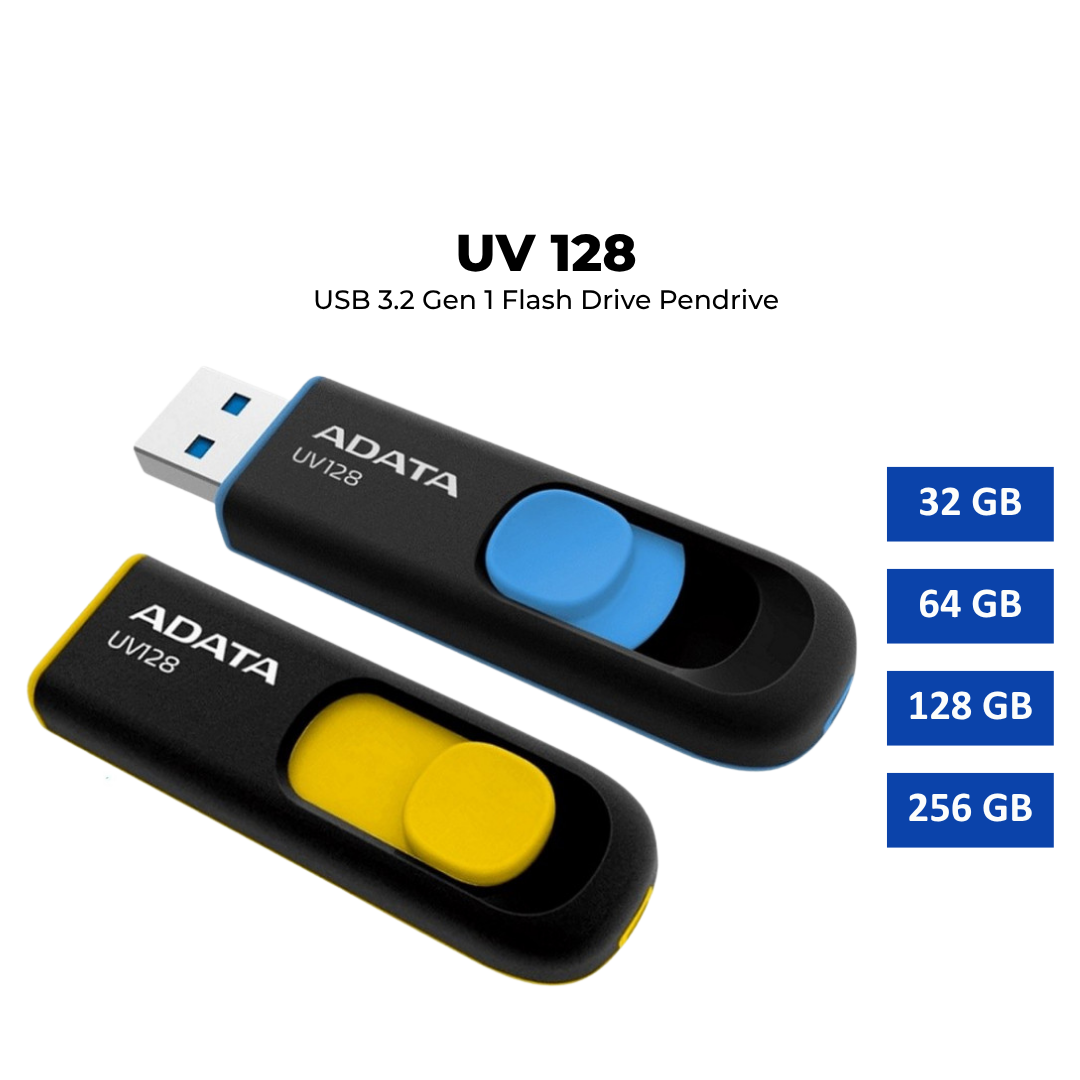 UV 128
USB 3.2 Gen 1 Flash Drive Pendrive
ADATA
UV128
ADATA
UV128
32 GB
64 GB
128 GB
256 GB